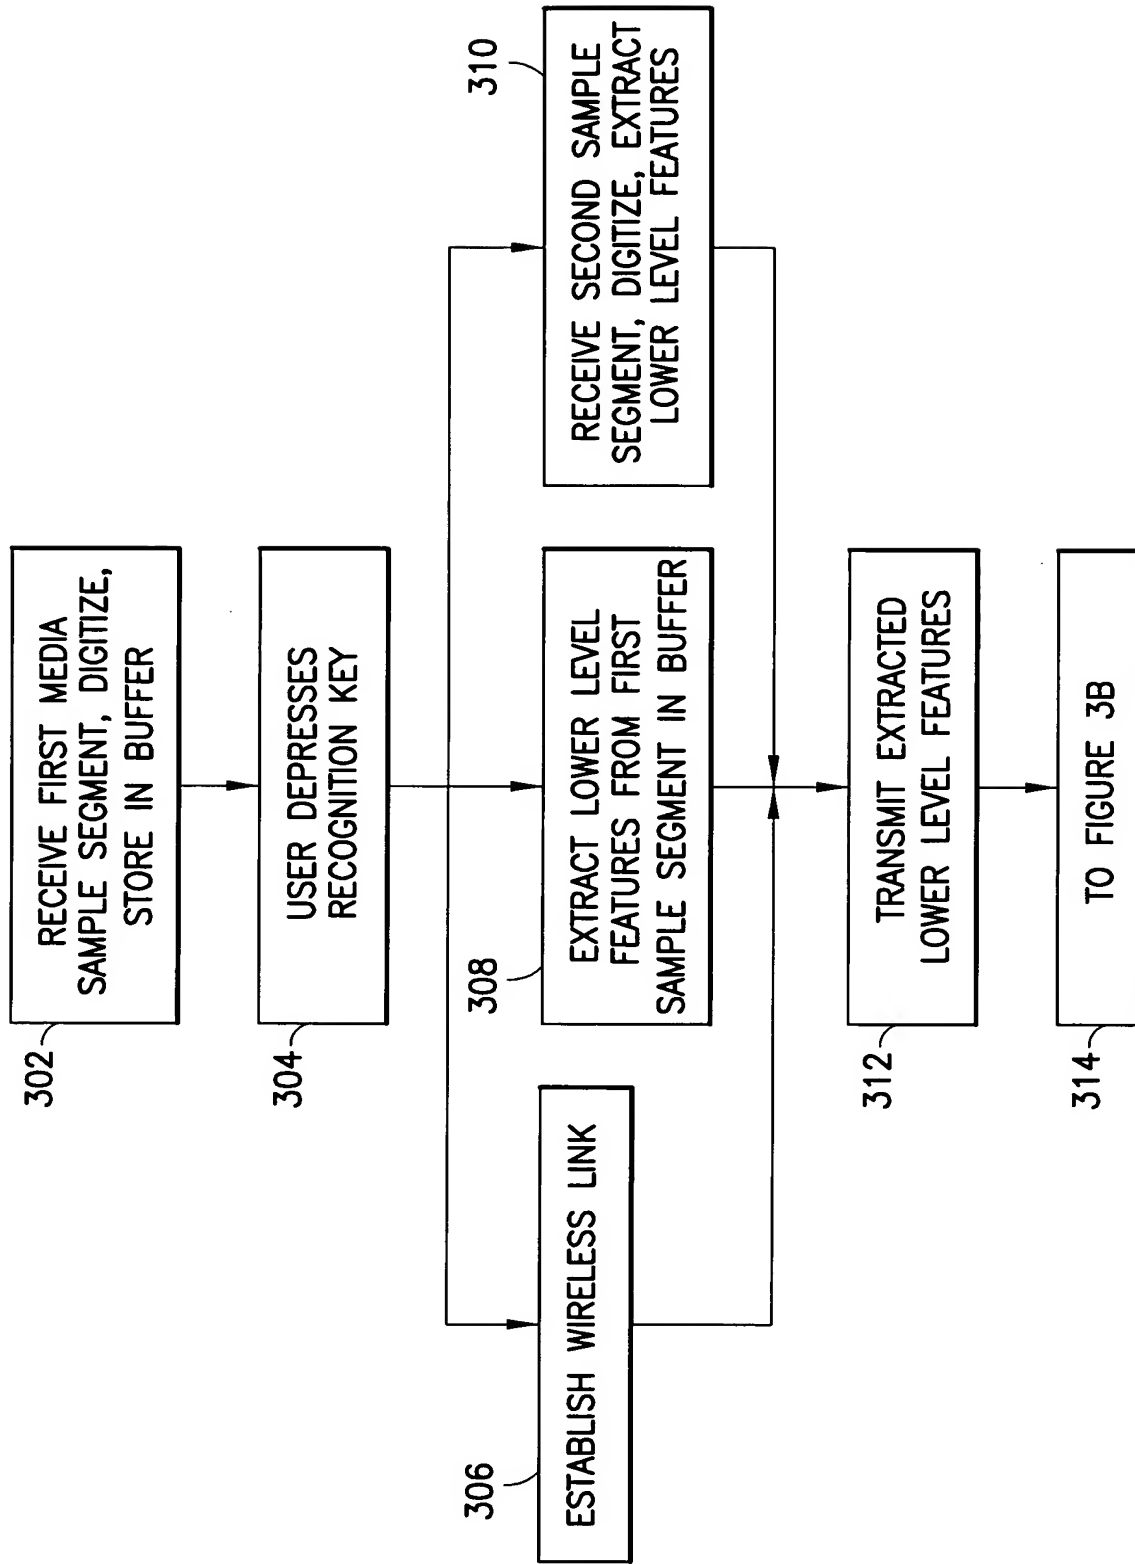 302
RECEIVE FIRST MEDIA
SAMPLE SEGMENT, DIGITIZE,
STORE IN BUFFER
304
USER DEPRESSES
RECOGNITION KEY
306
ESTABLISH WIRELESS LINK
308
EXTRACT LOWER LEVEL
FEATURES FROM FIRST
SAMPLE SEGMENT IN BUFFER
310
RECEIVE SECOND SAMPLE
SEGMENT, DIGITIZE, EXTRACT
LOWER LEVEL FEATURES
312
TRANSMIT EXTRACTED
LOWER LEVEL FEATURES
314
TO FIGURE 3B